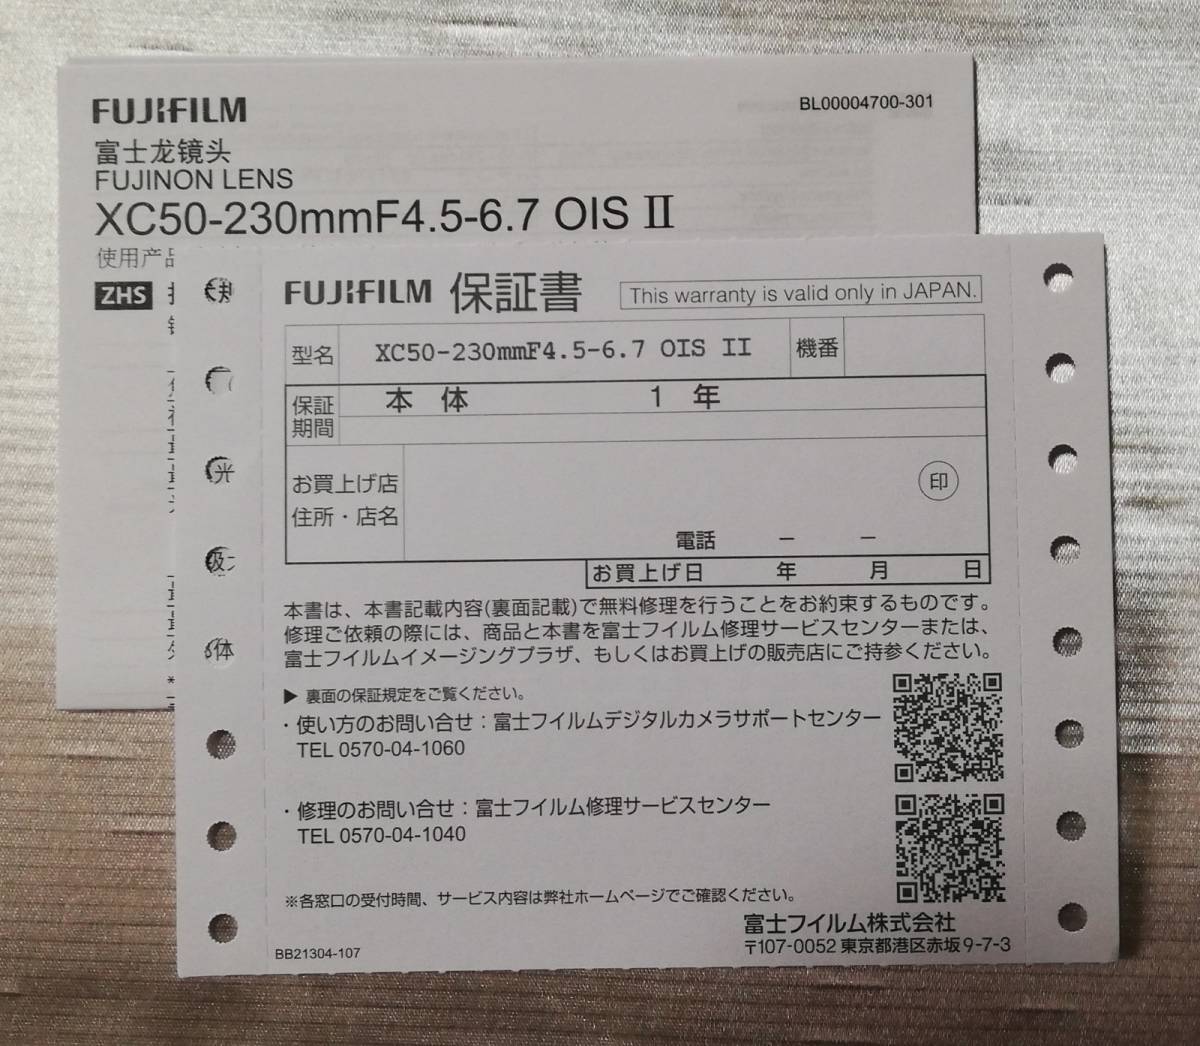 FUJIFILM
BL00004700-301
富士龙镜头
FUJINON LENS
XC50-230mmF4.5-6.7 OIS II
使用产品
ZHS
FUJIFILM 保証書
This warranty is valid only in JAPAN.
型名 XC50-230mmF4.5-6.7 OIS II 機番
保証期間 本体 1年
お買上げ店
住所・店名
印
電話 － －
お買上げ日 年 月 日
本書は、本書記載内容(裏面記載)で無料修理を行うことをお約束するものです。
修理ご依頼の際には、商品と本書を富士フイルム修理サービスセンターまたは、
富士フイルムイメージングプラザ、もしくはお買上げの販売店にご持参ください。
▶ 裏面の保証規定をご覧ください。
・使い方のお問い合せ：富士フイルムデジタルカメラサポートセンター
TEL 0570-04-1060
・修理のお問い合せ：富士フイルム修理サービスセンター
TEL 0570-04-1040
※各窓口の受付時間、サービス内容は弊社ホームページでご確認ください。
富士フイルム株式会社
〒107-0052 東京都港区赤坂9-7-3
BB21304-107